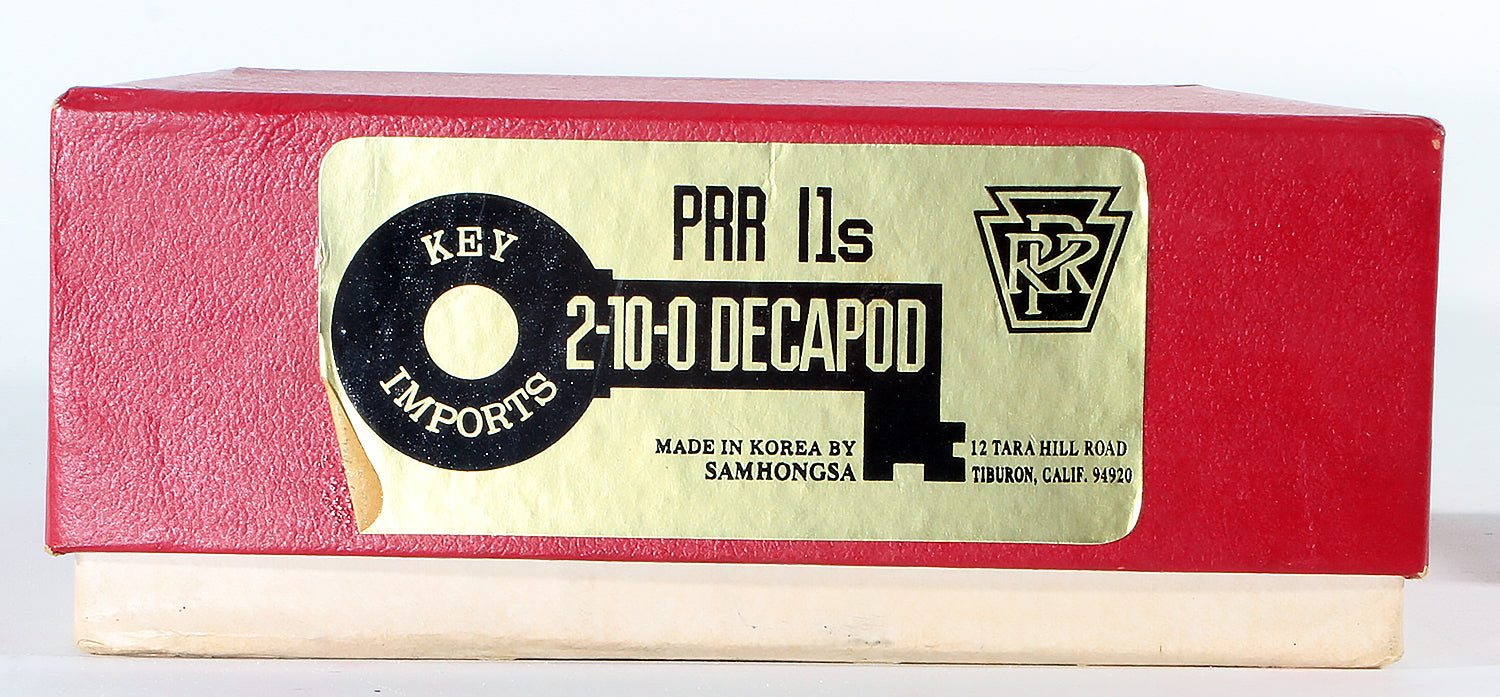 PRR I1s
PRR
KEY
IMPORTS
2-10-0 DECAPOD
MADE IN KOREA BY
SAMHONGSA
12 TARA HILL ROAD
TIBURON, CALIF. 94920